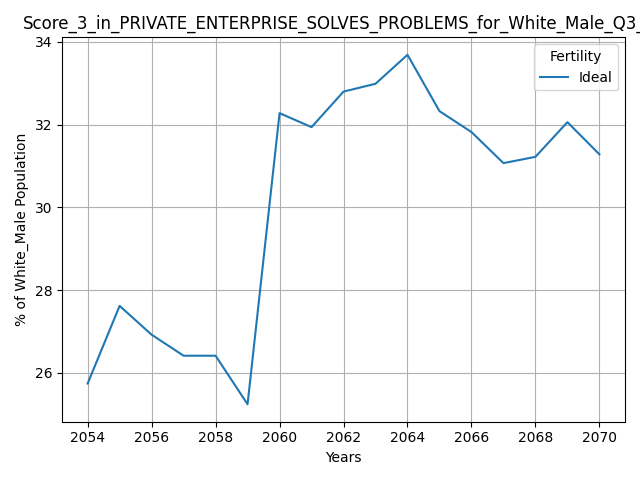 Score_3_in_PRIVATE_ENTERPRISE_SOLVES_PROBLEMS_for_White_Male_Q3_
Fertility
Ideal
% of White_Male Population
34
32
30
28
26
2054 2056 2058 2060 2062 2064 2066 2068 2070
Years